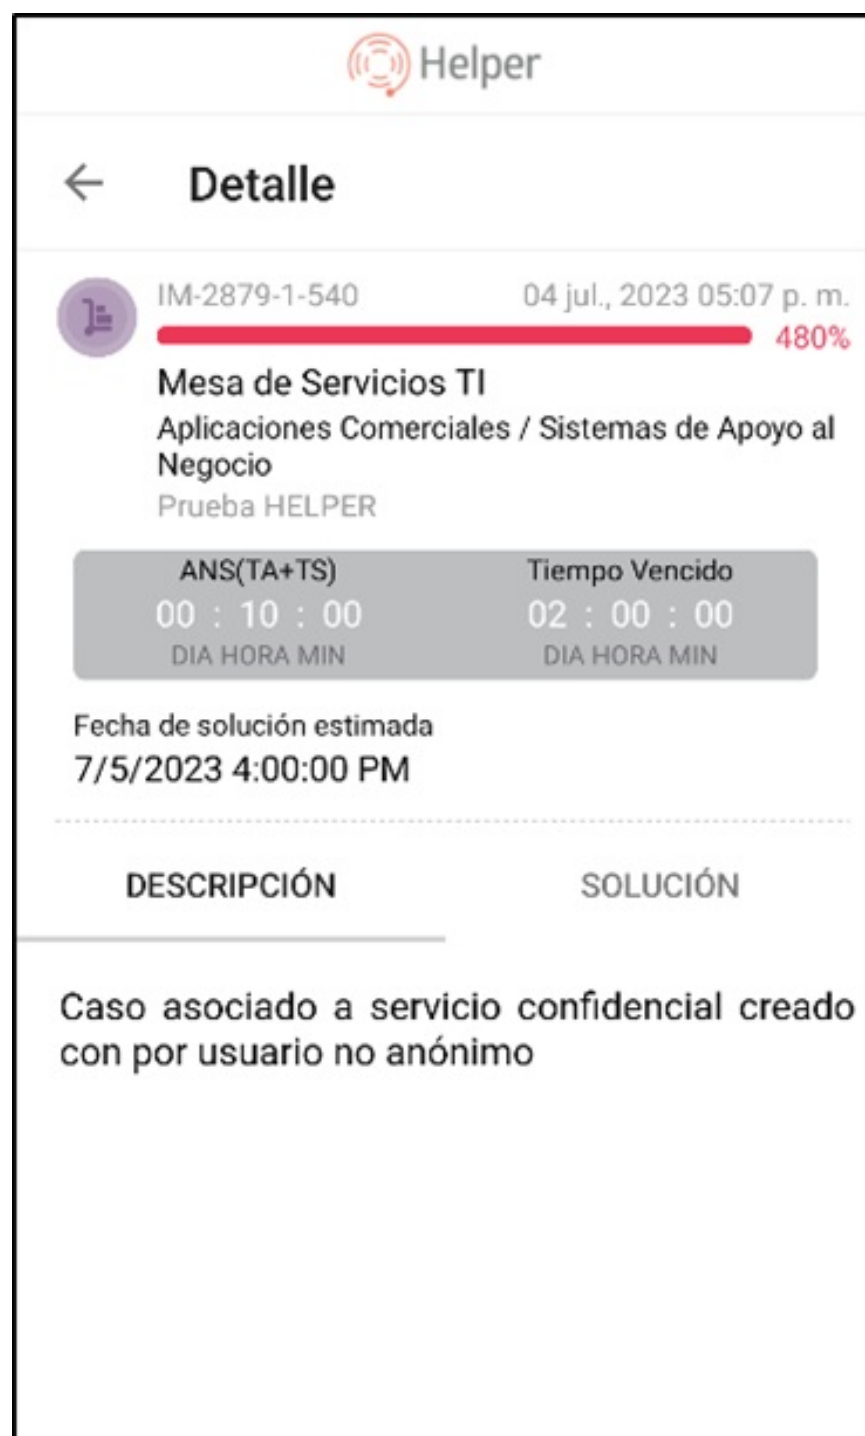 Helper
Detalle
IM-2879-1-540 04 jul., 2023 05:07 p. m.
480%
Mesa de Servicios TI
Aplicaciones Comerciales / Sistemas de Apoyo al
Negocio
Prueba HELPER
ANS(TA+TS) Tiempo Vencido
00 : 10 : 00 02 : 00 : 00
DIA HORA MIN DIA HORA MIN
Fecha de solución estimada
7/5/2023 4:00:00 PM
DESCRIPCIÓN SOLUCIÓN
Caso asociado a servicio confidencial creado
con por usuario no anónimo